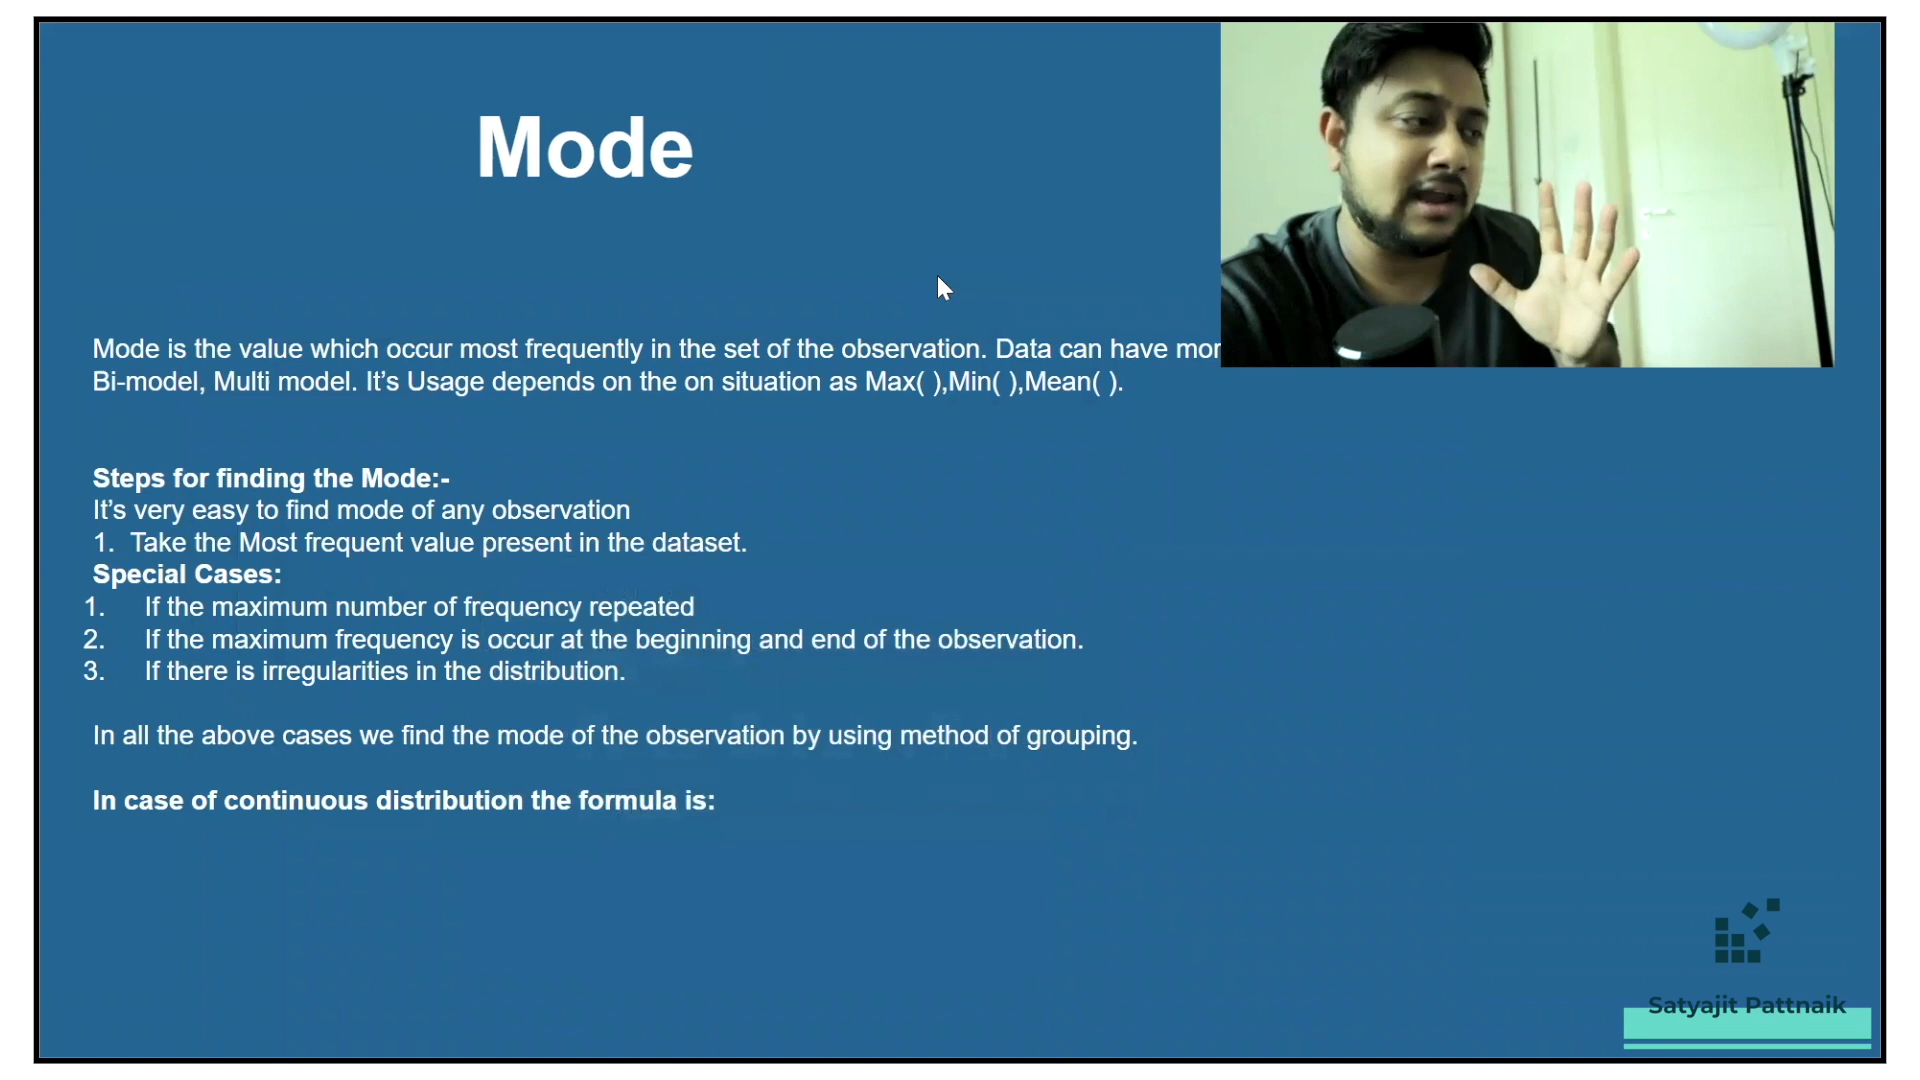 Mode
Mode is the value which occur most frequently in the set of the observation. Data can have
Bi-model, Multi model. It’s Usage depends on the on situation as Max( ),Min( ),Mean( ).
Steps for finding the Mode:-
It’s very easy to find mode of any observation
1. Take the Most frequent value present in the dataset.
Special Cases:
1. If the maximum number of frequency repeated
2. If the maximum frequency is occur at the beginning and end of the observation.
3. If there is irregularities in the distribution.
In all the above cases we find the mode of the observation by using method of grouping.
In case of continuous distribution the formula is:
Satyajit Pattnaik